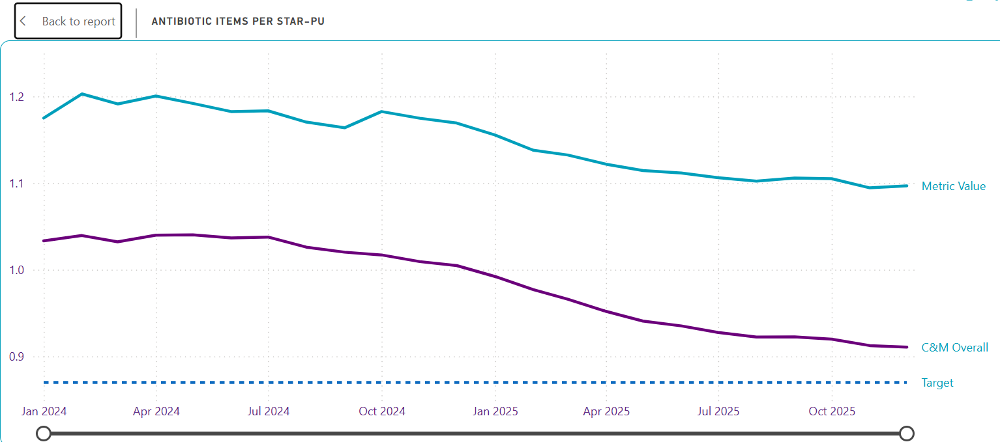 Back to report
ANTIBIOTIC ITEMS PER STAR-PU
1.2
1.1
Metric Value
1.0
0.9
C&M Overall
Target
Jan 2024 Apr 2024 Jul 2024 Oct 2024 Jan 2025 Apr 2025 Jul 2025 Oct 2025